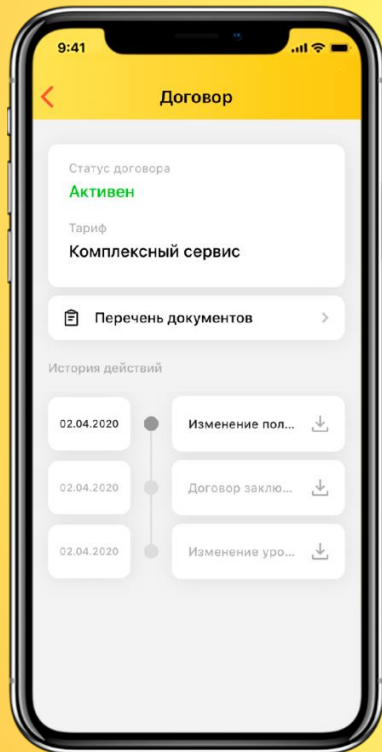 9:41
Договор
Статус договора
Активен
Тариф
Комплексный сервис
Перечень документов
История действий
02.04.2020 Изменение пол...
02.04.2020 Договор заклю...
02.04.2020 Изменение уро...